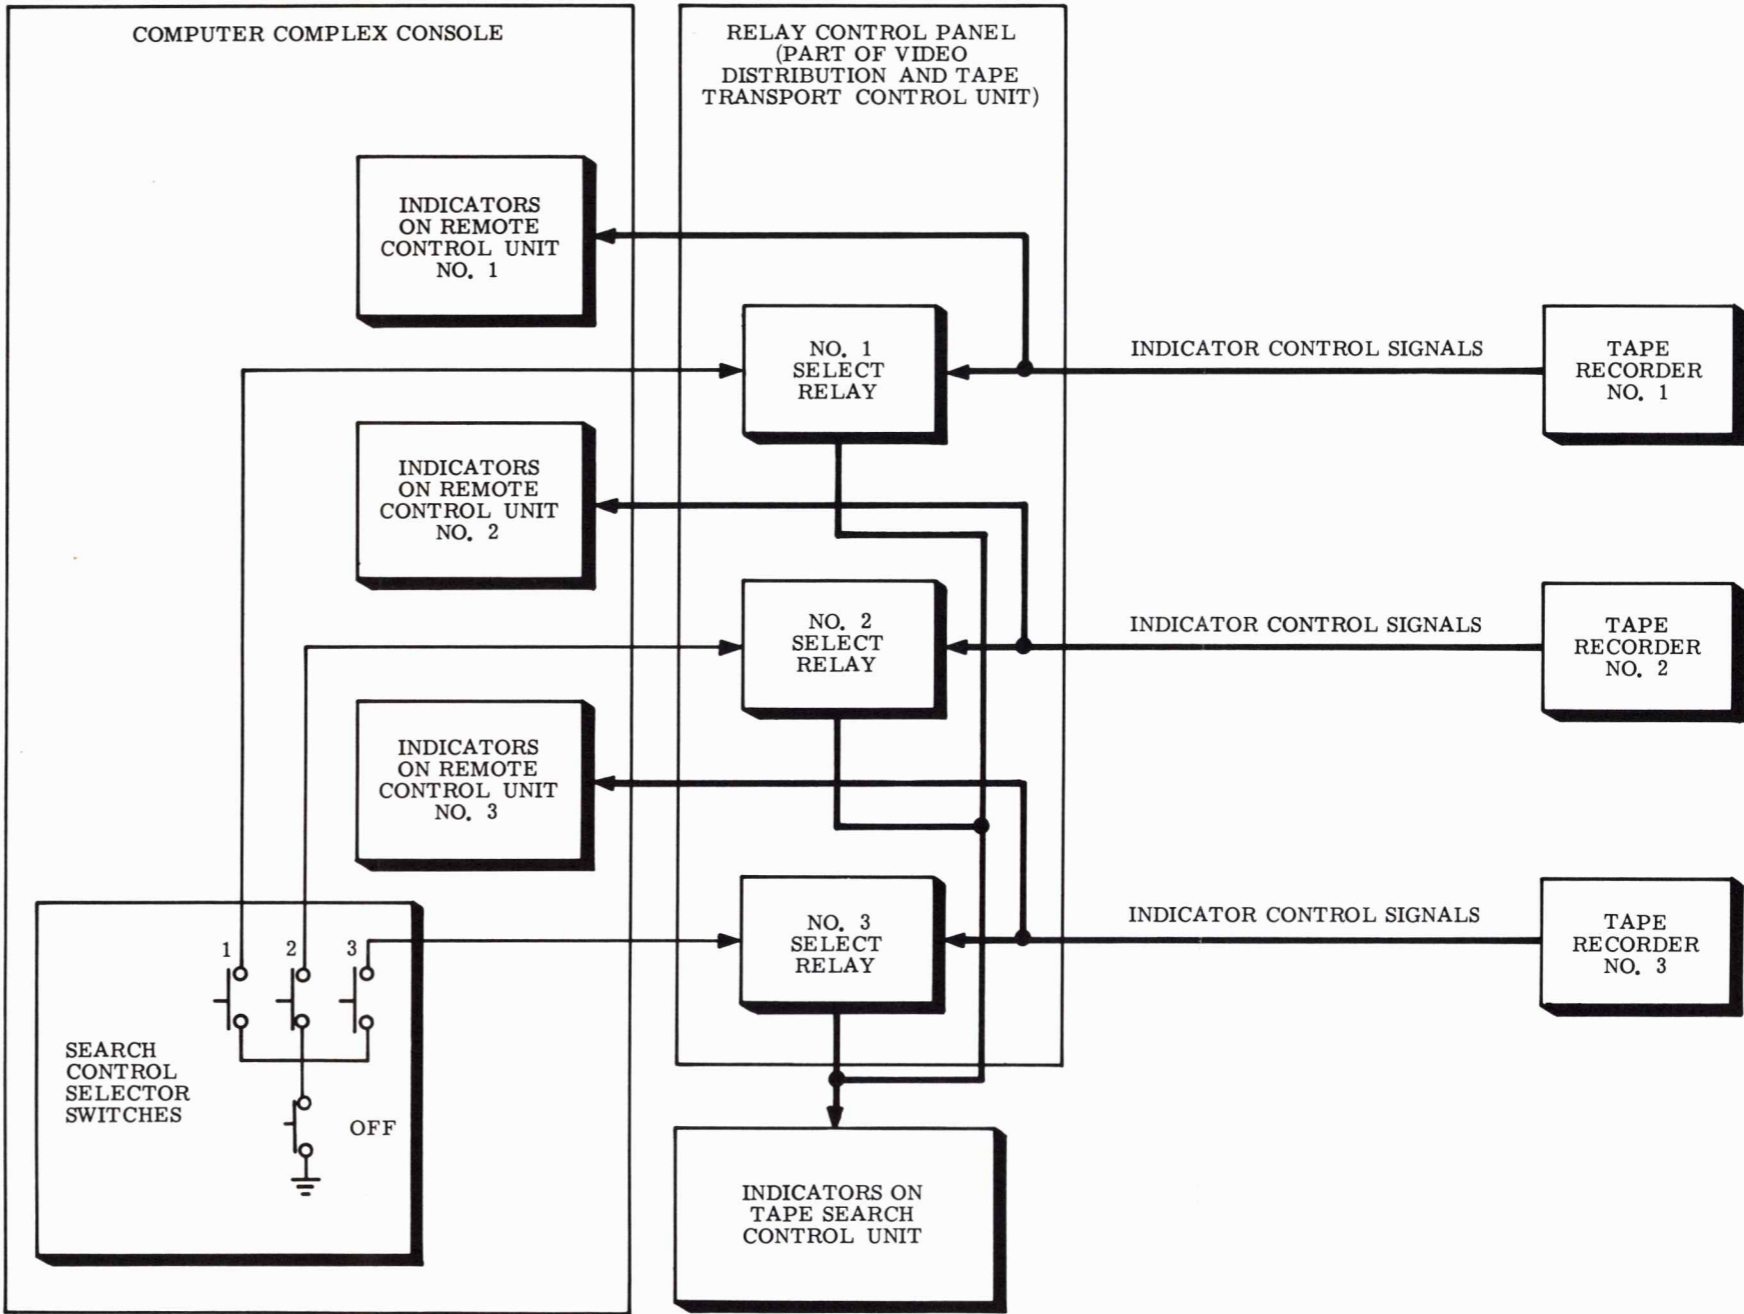 COMPUTER COMPLEX CONSOLE
RELAY CONTROL PANEL
(PART OF VIDEO
DISTRIBUTION AND TAPE
TRANSPORT CONTROL UNIT)
INDICATORS
ON REMOTE
CONTROL UNIT
NO. 1
NO. 1
SELECT
RELAY
INDICATOR CONTROL SIGNALS
TAPE
RECORDER
NO. 1
INDICATORS
ON REMOTE
CONTROL UNIT
NO. 2
NO. 2
SELECT
RELAY
INDICATOR CONTROL SIGNALS
TAPE
RECORDER
NO. 2
INDICATORS
ON REMOTE
CONTROL UNIT
NO. 3
NO. 3
SELECT
RELAY
INDICATOR CONTROL SIGNALS
TAPE
RECORDER
NO. 3
1 2 3
SEARCH
CONTROL
SELECTOR
SWITCHES
OFF
INDICATORS ON
TAPE SEARCH
CONTROL UNIT